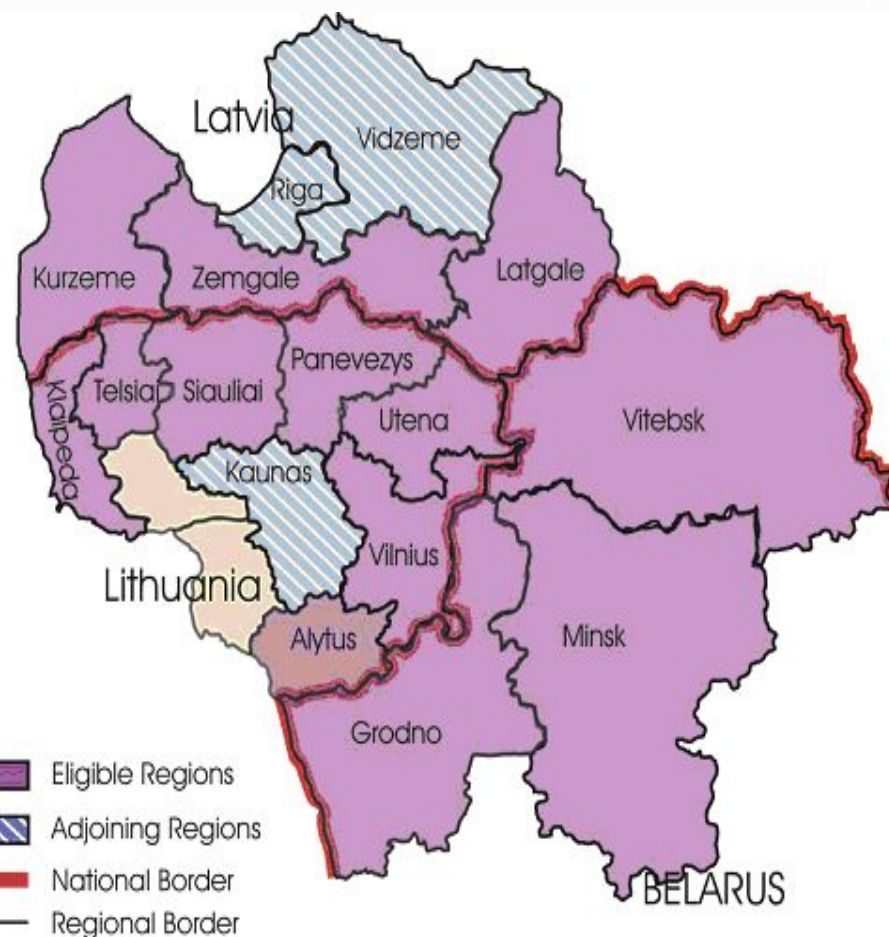 Latvia
Vidzeme
Riga
Kurzeme
Zemgale
Latgale
Panevezys
Telsiai
Siauliai
Klaipeda
Utena
Vitebsk
Kaunas
Vilnius
Lithuania
Alytus
Minsk
Grodno
Eligible Regions
Adjoining Regions
National Border
Regional Border
BELARUS